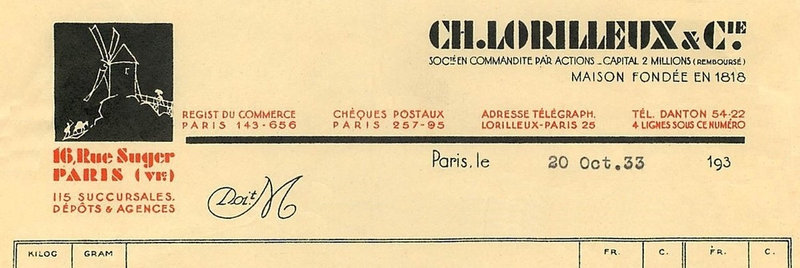 CH.LORILLEUX & CIE.
SOCTÉ EN COMMANDITE PAR ACTIONS _ CAPITAL 2 MILLIONS (REMBOURSÉ)
MAISON FONDÉE EN 1818
REGIST DU COMMERCE
PARIS 143-656
CHÉQUES POSTAUX
PARIS 257-95
ADRESSE TÉLÉGRAPH.
LORILLEUX-PARIS 25
TÉL. DANTON 54-22
4 LIGNES SOUS CE NUMÉRO
16, Rue Suger
PARIS (VIE)
115 SUCCURSALES,
DÉPÔTS & AGENCES
Paris, le 20 Oct.33 193
Doit M
KILOG GRAM FR. C. FR. C.